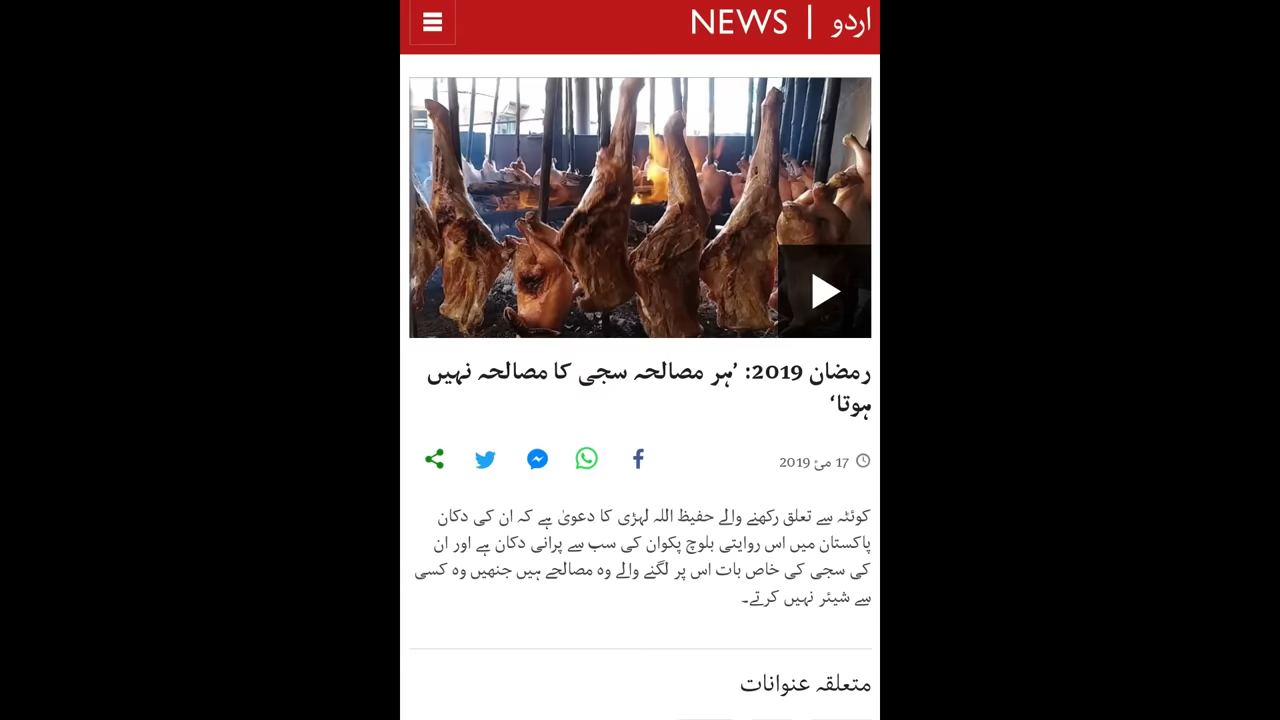 NEWS | اردو
رمضان 2019: ’ہر مصالحہ سجی کا مصالحہ نہیں
ہوتا‘
17 مئ 2019
کوئٹہ سے تعلق رکھنے والے حفیظ اللہ لہڑی کا دعویٰ ہے کہ ان کی دکان
پاکستان میں اس روایتی بلوچ پکوان کی سب سے پرانی دکان ہے اور ان
کی سجی کی خاص بات اس پر لگنے والے وہ مصالحے ہیں جنھیں وہ کسی
سے شیئر نہیں کرتے۔
متعلقہ عنوانات